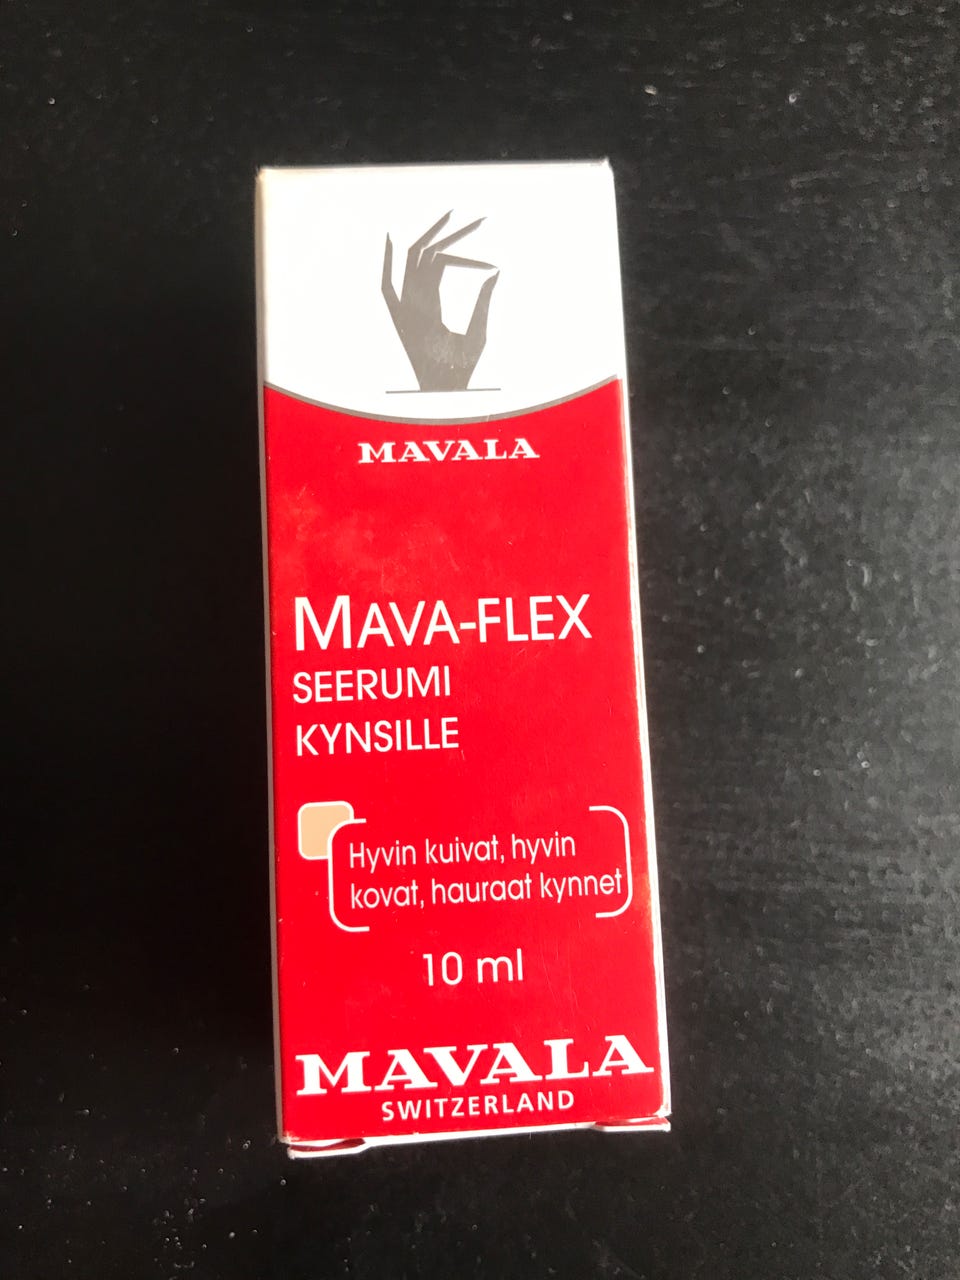 MAVALA
MAVA-FLEX
SEERUMI
KYNSILLE
Hyvin kuivat, hyvin
kovat, hauraat kynnet
10 ml
MAVALA
SWITZERLAND